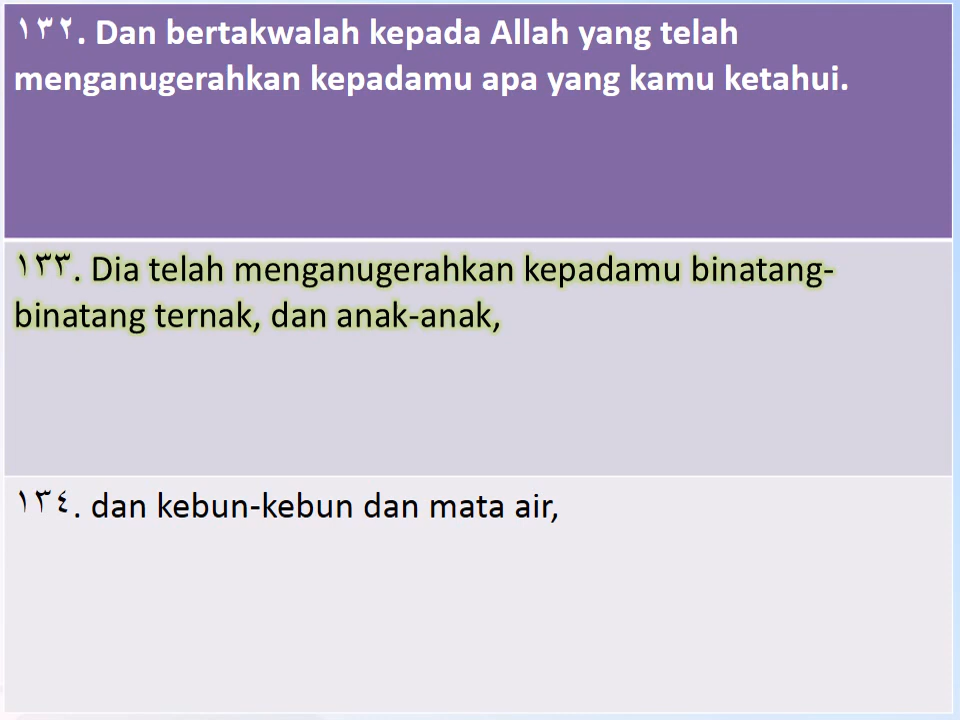 ١٣٢. Dan bertakwalah kepada Allah yang telah
menganugerahkan kepadamu apa yang kamu ketahui.
١٣٣. Dia telah menganugerahkan kepadamu binatang-
binatang ternak, dan anak-anak,
١٣٤. dan kebun-kebun dan mata air,